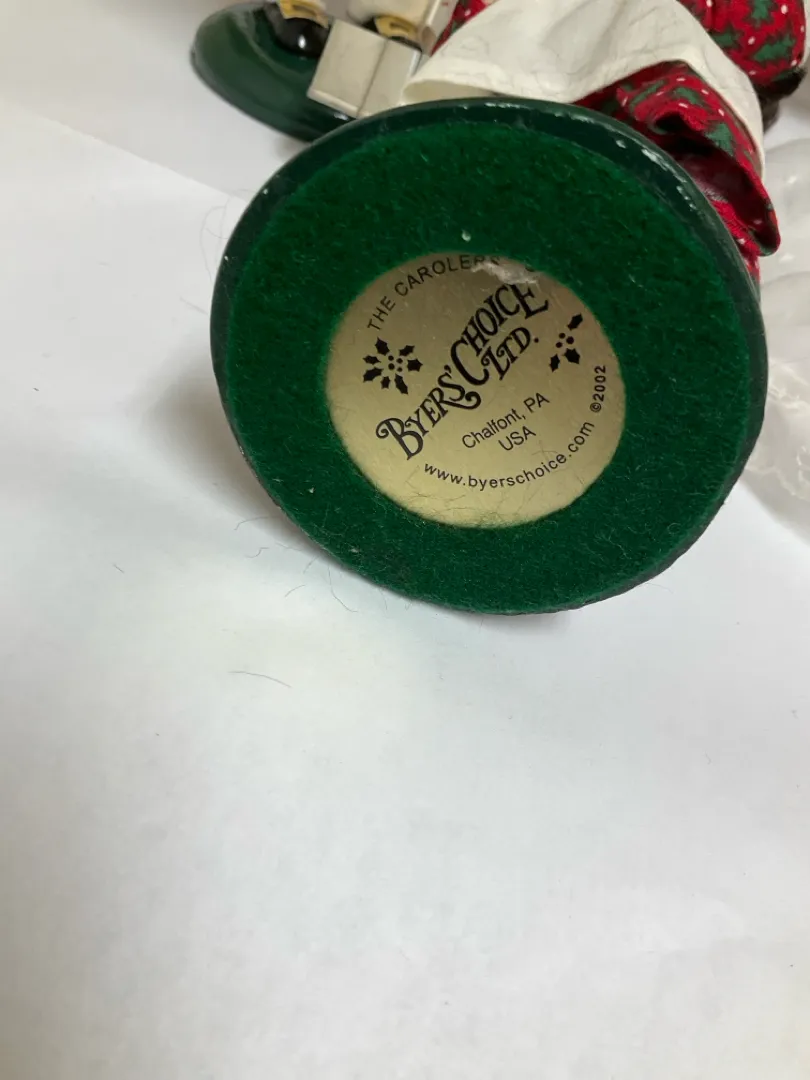 THE CAROLERS
BYERS' CHOICE
LTD.
Chalfont, PA
USA
www.byerschoice.com ©2002